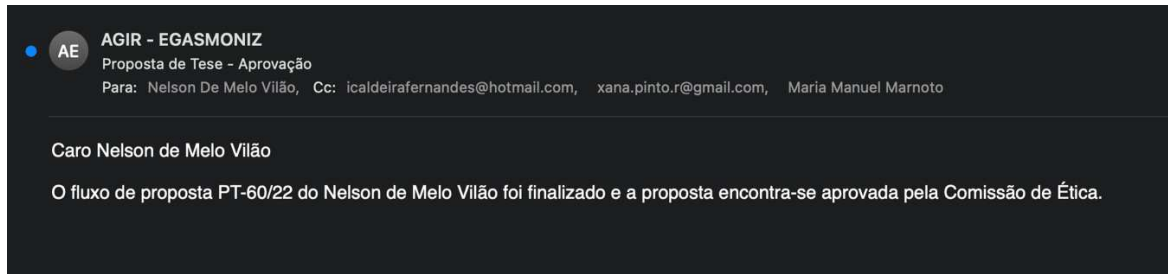 AE
AGIR - EGASMONIZ
Proposta de Tese - Aprovação
Para: Nelson De Melo Vilão, Cc: icaldeirafernandes@hotmail.com, xana.pinto.r@gmail.com, Maria Manuel Marnoto
Caro Nelson de Melo Vilão
O fluxo de proposta PT-60/22 do Nelson de Melo Vilão foi finalizado e a proposta encontra-se aprovada pela Comissão de Ética.